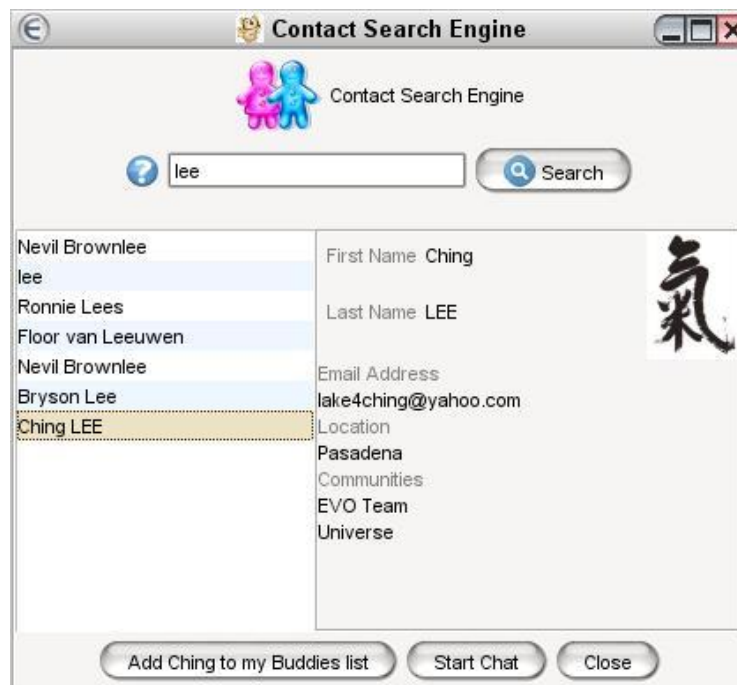 Contact Search Engine
Contact Search Engine
lee
Search
Nevil Brownlee
lee
Ronnie Lees
Floor van Leeuwen
Nevil Brownlee
Bryson Lee
Ching LEE
First Name Ching
Last Name LEE
氣
Email Address
lake4ching@yahoo.com
Location
Pasadena
Communities
EVO Team
Universe
Add Ching to my Buddies list
Start Chat
Close